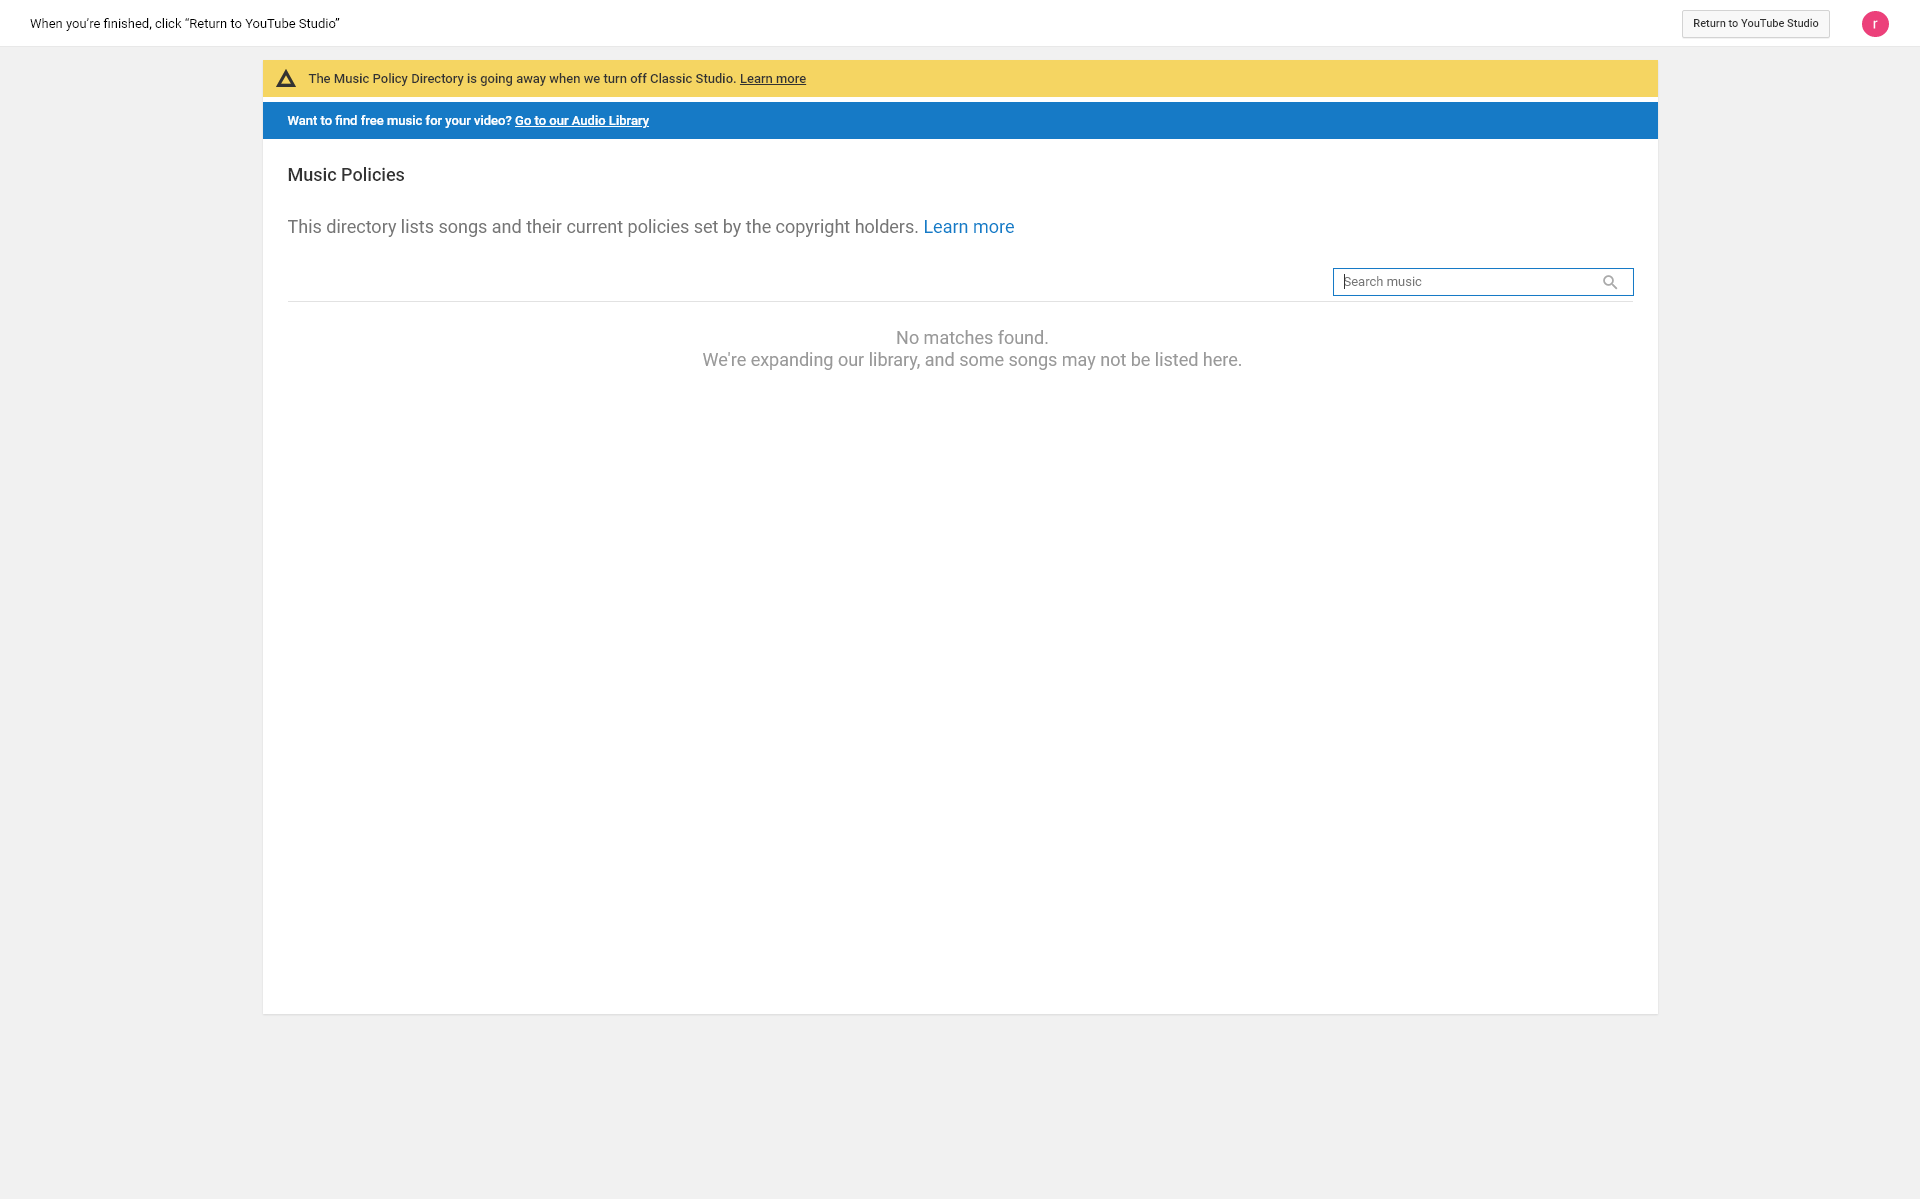 When you're finished, click “Return to YouTube Studio”
Return to YouTube Studio
r
The Music Policy Directory is going away when we turn off Classic Studio. Learn more
Want to find free music for your video? Go to our Audio Library
Music Policies
This directory lists songs and their current policies set by the copyright holders. Learn more
Search music
No matches found.
We're expanding our library, and some songs may not be listed here.